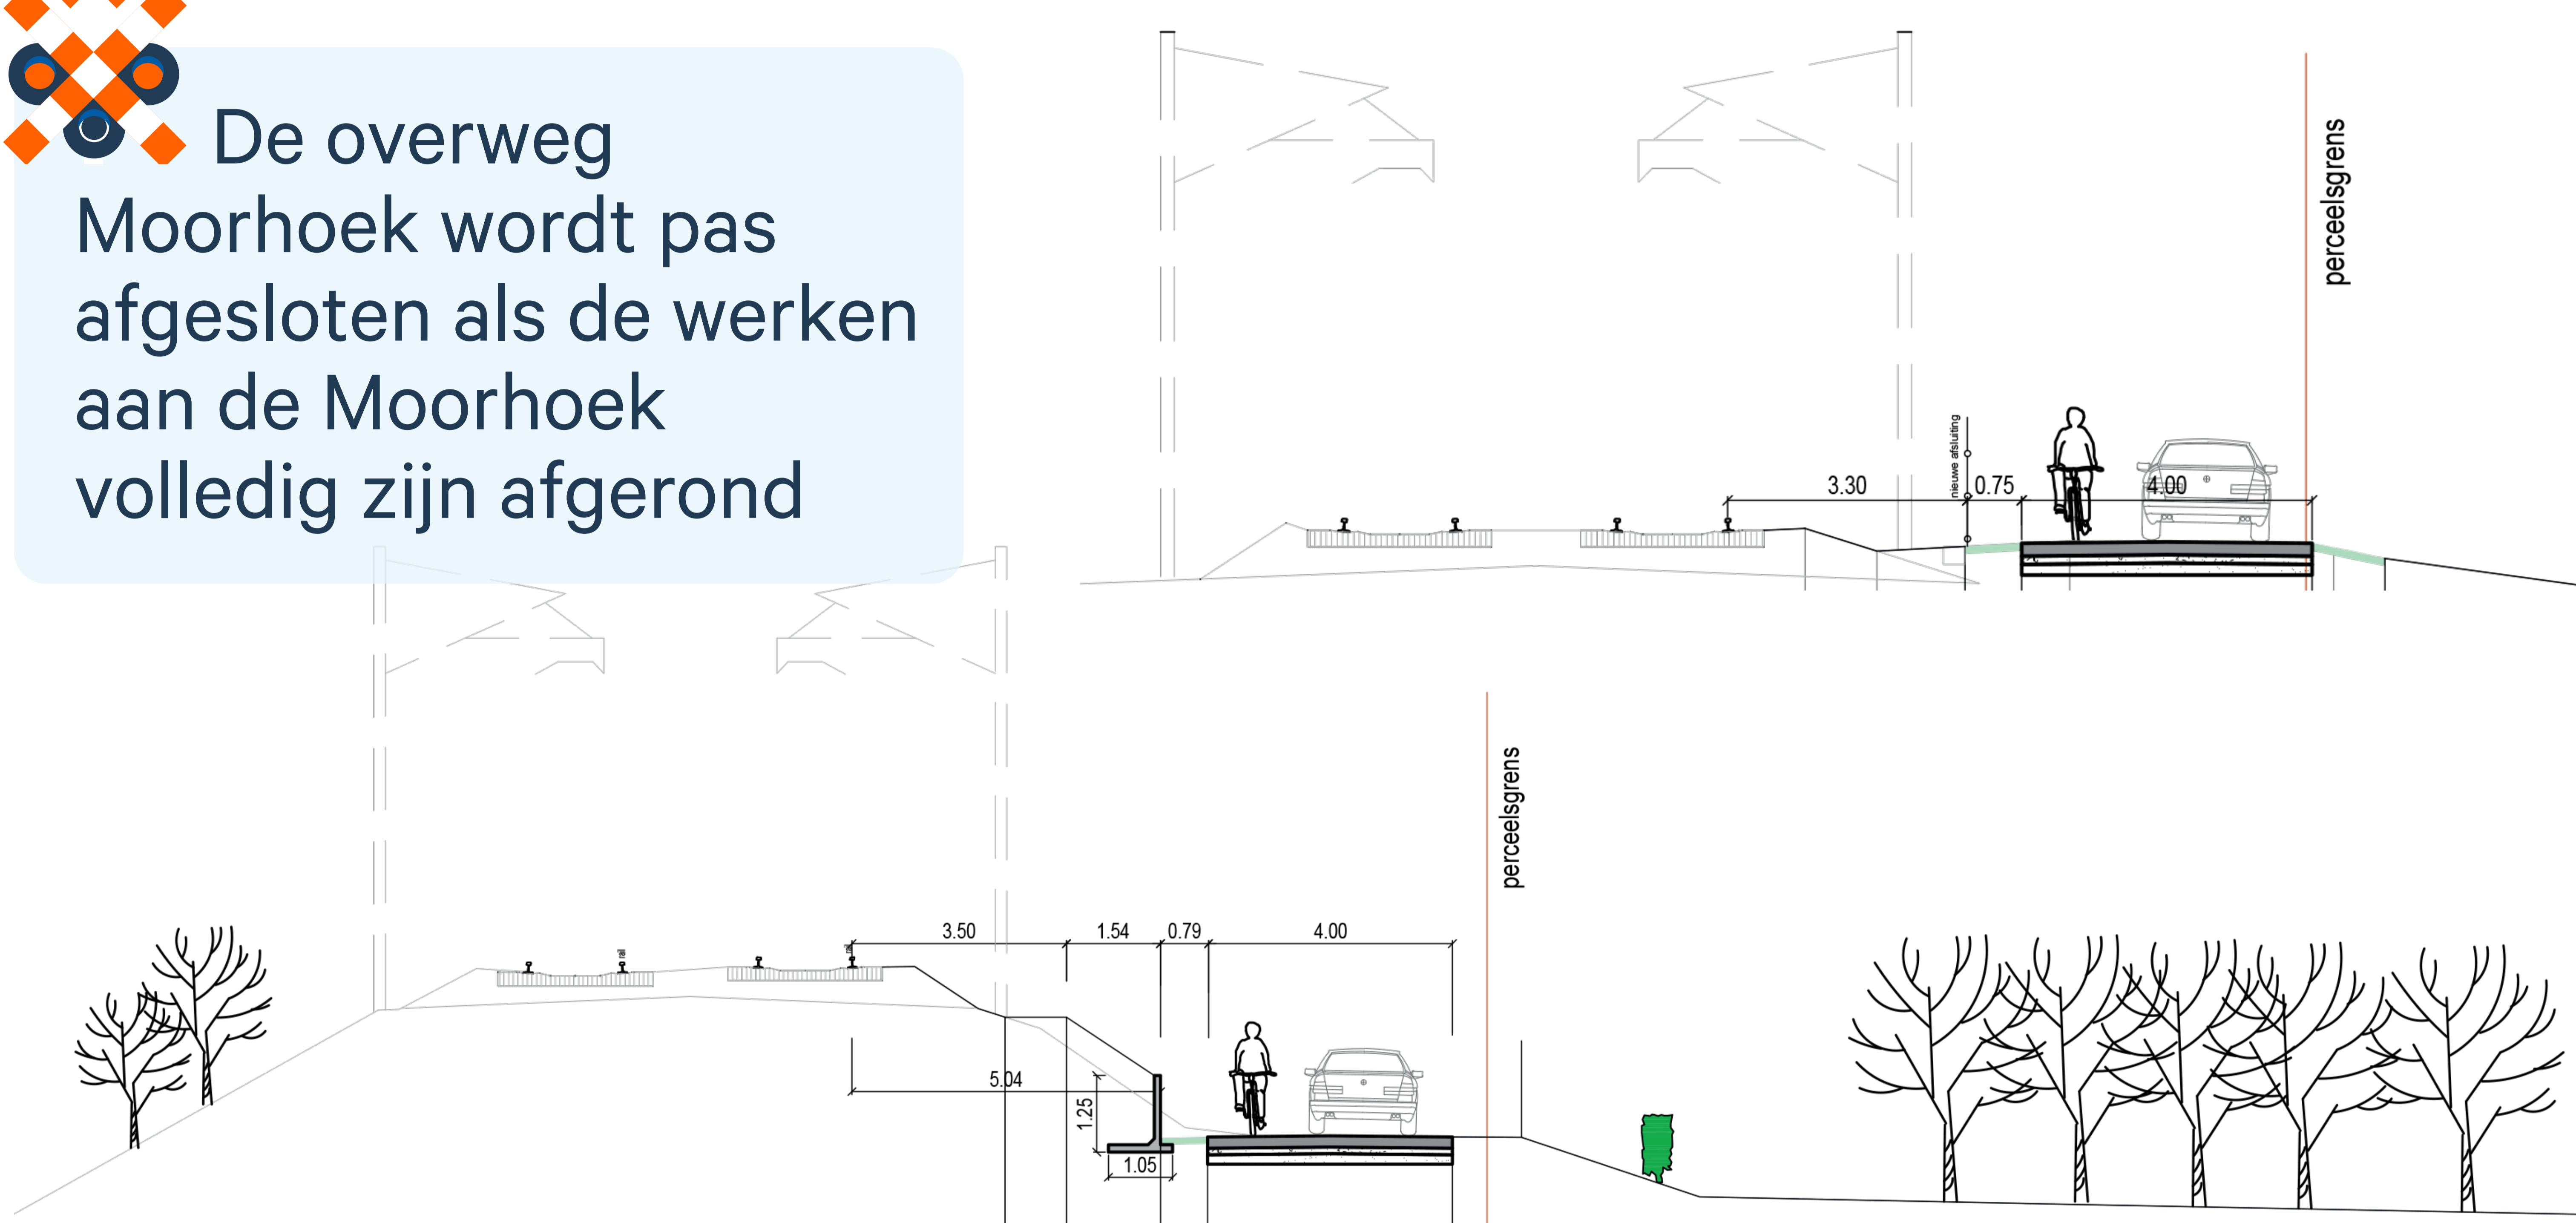 De overweg
Moorhoek wordt pas
afgesloten als de werken
aan de Moorhoek
volledig zijn afgerond
perceelsgrens
nieuwe afsluiting
3.30
0.75
4.00
perceelsgrens
rail
rail
3.50
1.54
0.79
4.00
5.04
1.25
1.05